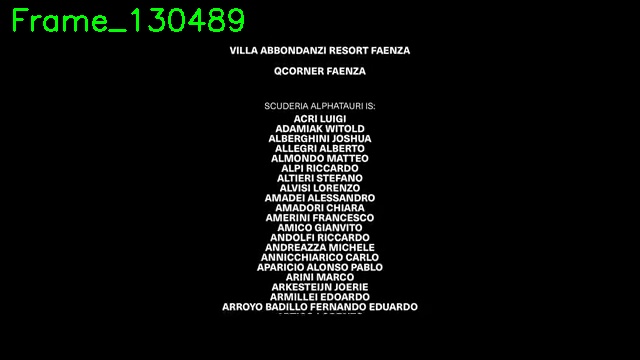 Frame_130489
VILLA ABBONDANZI RESORT FAENZA
QCORNER FAENZA
SCUDERIA ALPHATAURI IS:
ACRI LUIGI
ADAMIAK WITOLD
ALBERGHINI JOSHUA
ALLEGRI ALBERTO
ALMONDO MATTEO
ALPI RICCARDO
ALTIERI STEFANO
ALVISI LORENZO
AMADEI ALESSANDRO
AMADORI CHIARA
AMERINI FRANCESCO
AMICO GIANVITO
ANDOLFI RICCARDO
ANDREAZZA MICHELE
ANNICCHIARICO CARLO
APARICIO ALONSO PABLO
ARINI MARCO
ARKESTEIJN JOERIE
ARMILLEI EDOARDO
ARROYO BADILLO FERNANDO EDUARDO